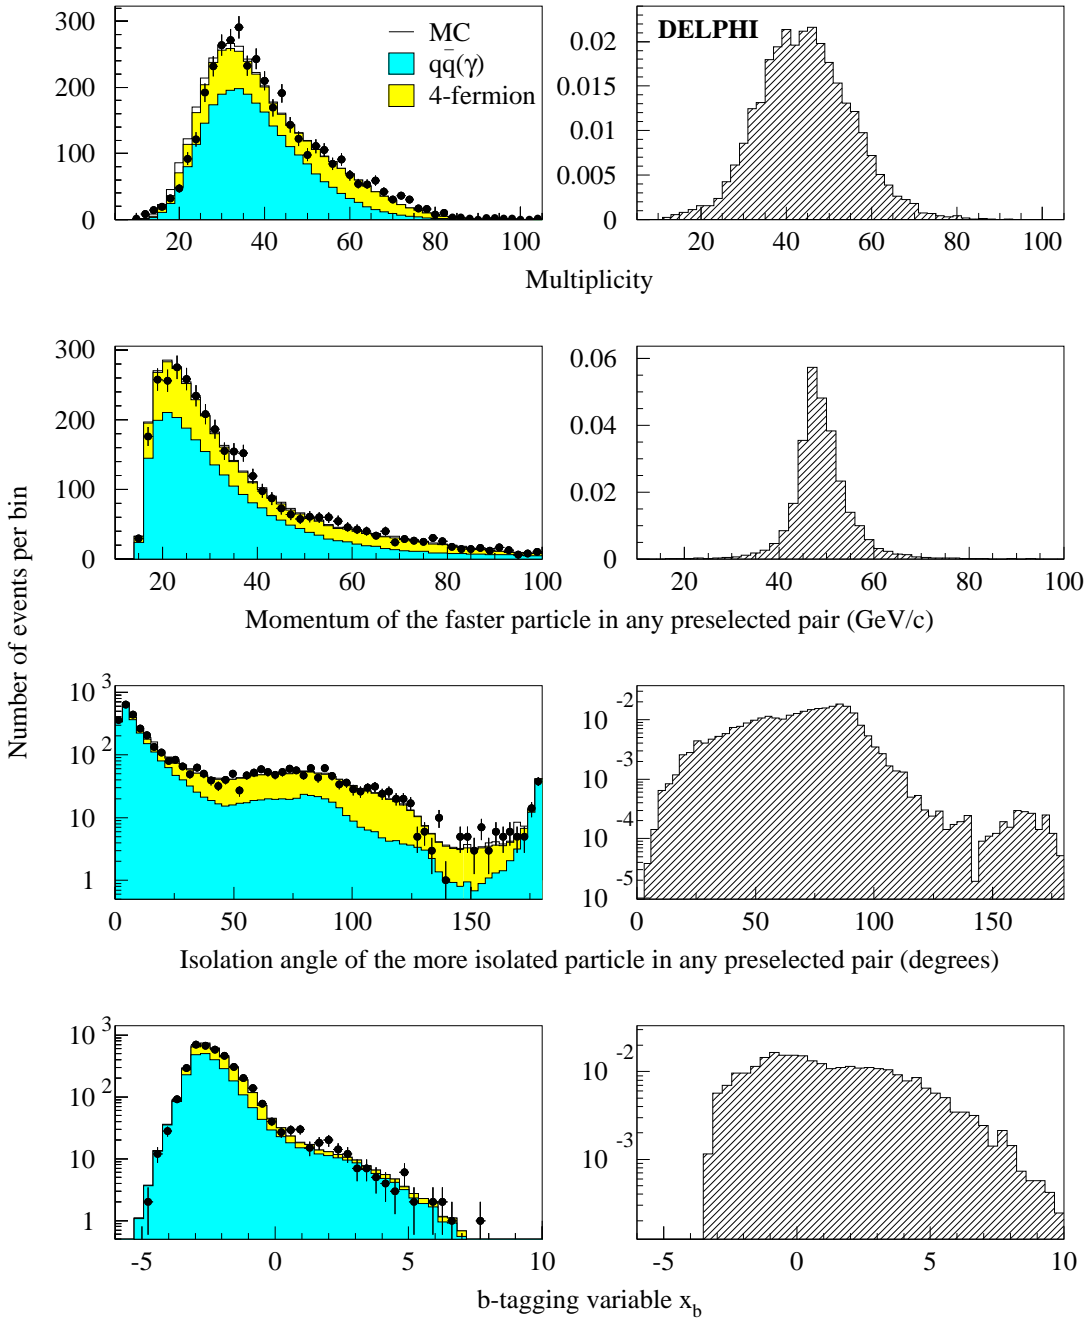 300
200
100
0
20 40 60 80 100
MC
qq̄(γ)
4-fermion
DELPHI
0.02
0.015
0.01
0.005
0
20 40 60 80 100
Multiplicity
300
200
100
0
20 40 60 80 100
0.06
0.04
0.02
0
20 40 60 80 100
Momentum of the faster particle in any preselected pair (GeV/c)
Number of events per bin
10³
10²
10
1
0 50 100 150
10⁻²
10⁻³
10⁻⁴
10⁻⁵
0 50 100 150
Isolation angle of the more isolated particle in any preselected pair (degrees)
10³
10²
10
1
-5 0 5 10
10⁻²
10⁻³
-5 0 5 10
b-tagging variable x_b